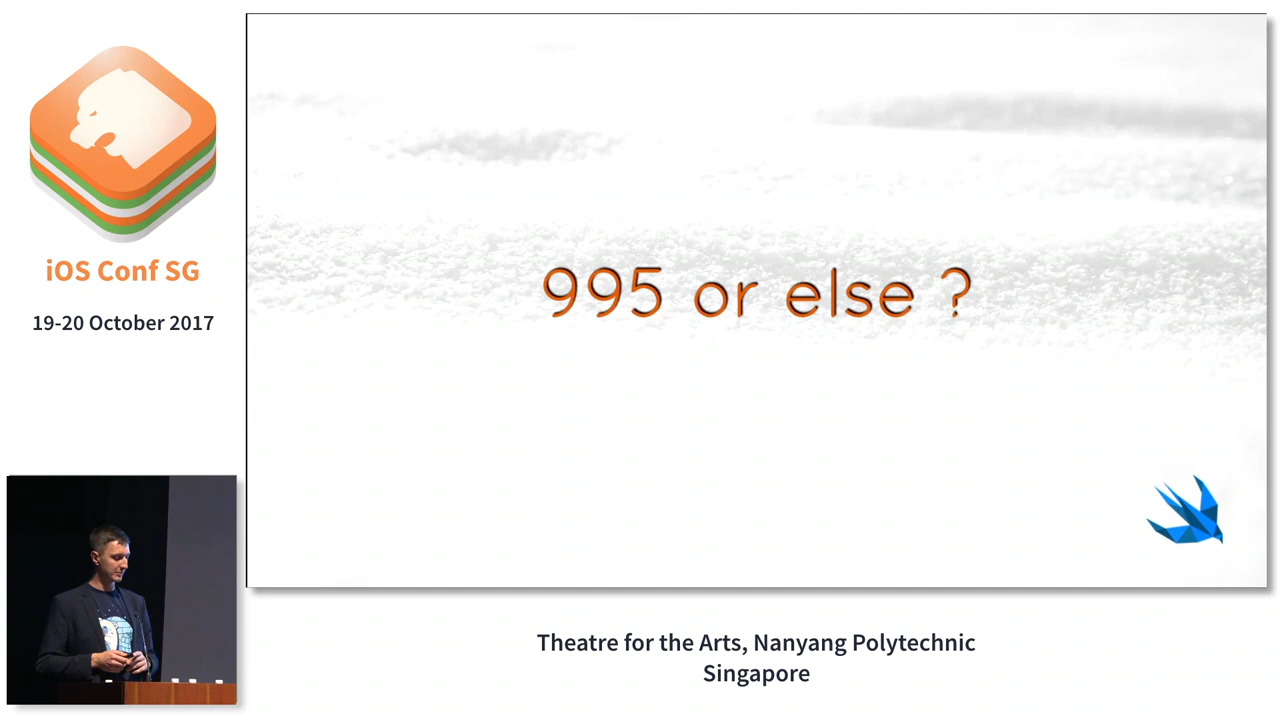 iOS Conf SG
19-20 October 2017
995 or else ?
Theatre for the Arts, Nanyang Polytechnic
Singapore